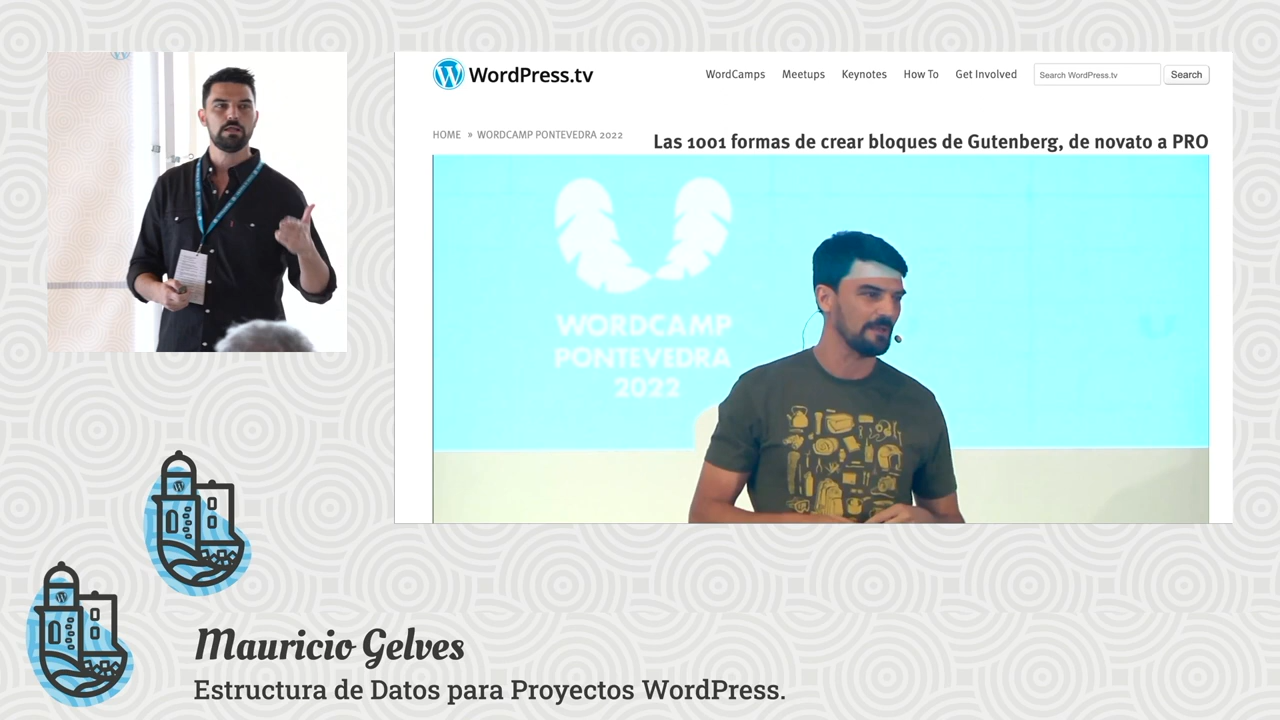 WordPress.tv
WordCamps Meetups Keynotes How To Get Involved Search WordPress.tv Search
HOME » WORDCAMP PONTEVEDRA 2022
Las 1001 formas de crear bloques de Gutenberg, de novato a PRO
WORDCAMP
PONTEVEDRA
2022
Mauricio Gelves
Estructura de Datos para Proyectos WordPress.